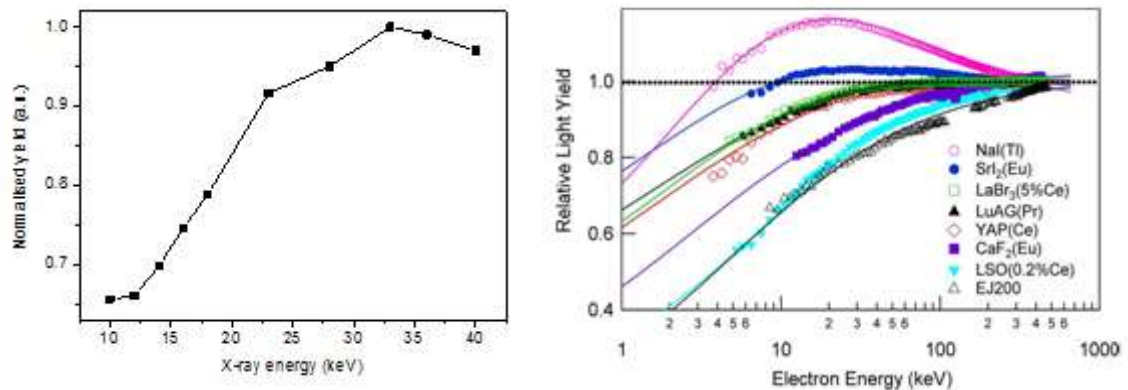 1.0
0.9
0.8
0.7
Normalised yield (a.u.)
10 15 20 25 30 35 40
X-ray energy (keV)
1.0
0.8
0.6
0.4
Relative Light Yield
NaI(Tl)
SrI₂(Eu)
LaBr₃(5%Ce)
LuAG(Pr)
YAP(Ce)
CaF₂(Eu)
LSO(0.2%Ce)
EJ200
2 3 4 5 6 2 3 4 5 6 2 3 4 5 6
1 10 100 1000
Electron Energy (keV)